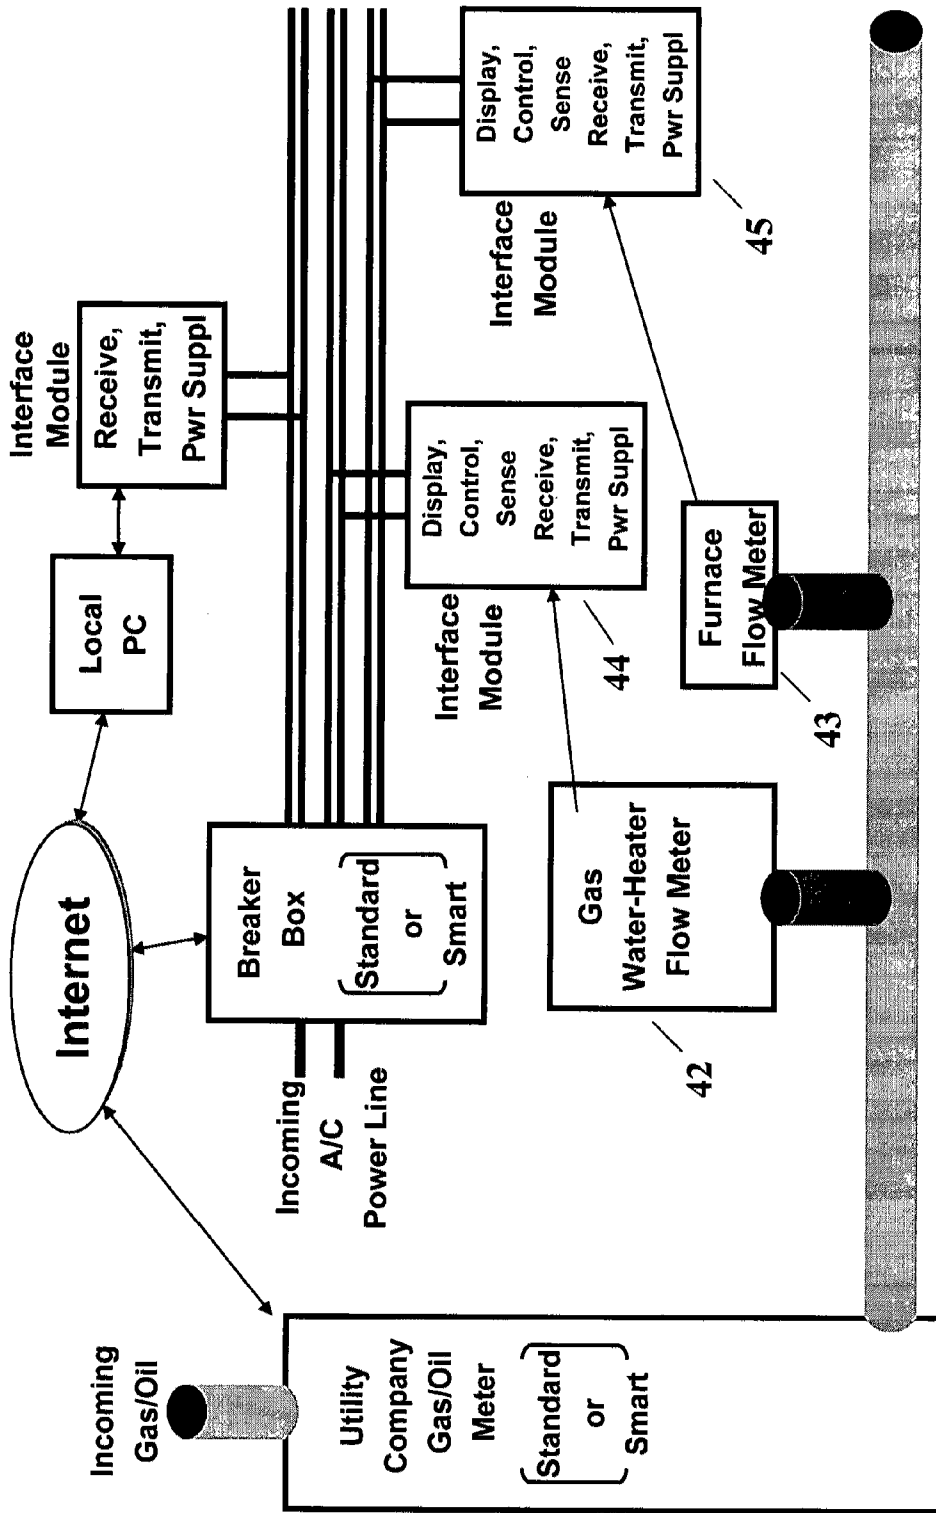 Incoming
Gas/Oil
Utility
Company
Gas/Oil
Meter
Standard
or
Smart
Internet
Incoming
A/C
Power Line
Breaker
Box
Standard
or
Smart
Local
PC
Interface
Module
Receive,
Transmit,
Pwr Suppl
42
Gas
Water-Heater
Flow Meter
Interface
Module
Display,
Control,
Sense
Receive,
Transmit,
Pwr Suppl
44
43
Furnace
Flow Meter
Interface
Module
Display,
Control,
Sense
Receive,
Transmit,
Pwr Suppl
45